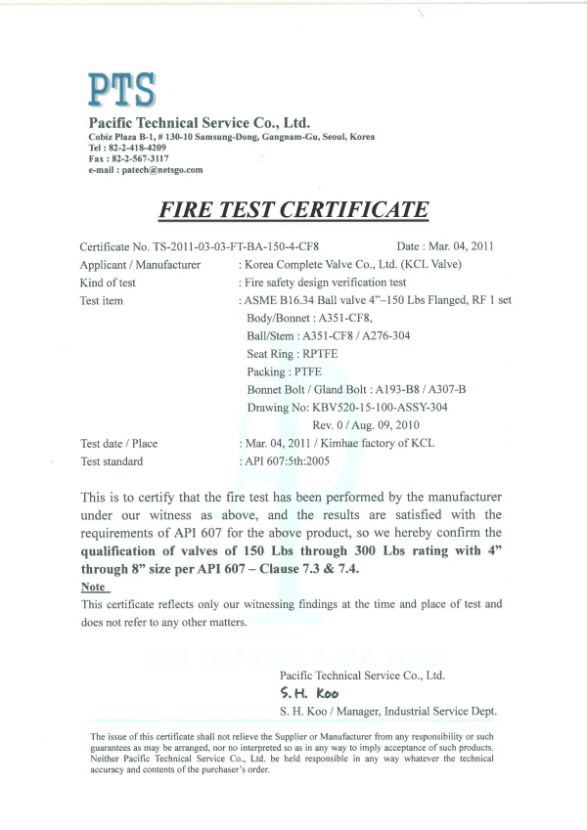 PTS
Pacific Technical Service Co., Ltd.
Cobiz Plaza B-1, # 130-10 Samsung-Dong, Gangnam-Gu, Seoul, Korea
Tel : 82-2-418-4209
Fax : 82-2-567-3117
e-mail : patech@netsgo.com
FIRE TEST CERTIFICATE
Certificate No. TS-2011-03-03-FT-BA-150-4-CF8 Date : Mar. 04, 2011
Applicant / Manufacturer : Korea Complete Valve Co., Ltd. (KCL Valve)
Kind of test : Fire safety design verification test
Test item : ASME B16.34 Ball valve 4”–150 Lbs Flanged, RF 1 set
Body/Bonnet : A351-CF8,
Ball/Stem : A351-CF8 / A276-304
Seat Ring : RPTFE
Packing : PTFE
Bonnet Bolt / Gland Bolt : A193-B8 / A307-B
Drawing No: KBV520-15-100-ASSY-304
Rev. 0 / Aug. 09, 2010
Test date / Place : Mar. 04, 2011 / Kimhae factory of KCL
Test standard : API 607:5th:2005
This is to certify that the fire test has been performed by the manufacturer
under our witness as above, and the results are satisfied with the
requirements of API 607 for the above product, so we hereby confirm the
qualification of valves of 150 Lbs through 300 Lbs rating with 4”
through 8” size per API 607 – Clause 7.3 & 7.4.
Note
This certificate reflects only our witnessing findings at the time and place of test and
does not refer to any other matters.
Pacific Technical Service Co., Ltd.
S. H. Koo
S. H. Koo / Manager, Industrial Service Dept.
The issue of this certificate shall not relieve the Supplier or Manufacturer from any responsibility or such
guarantees as may be arranged, nor no interpreted so as in any way to imply acceptance of such products.
Neither Pacific Technical Service Co., Ltd. be held responsible in any way whatever the technical
accuracy and contents of the purchaser's order.